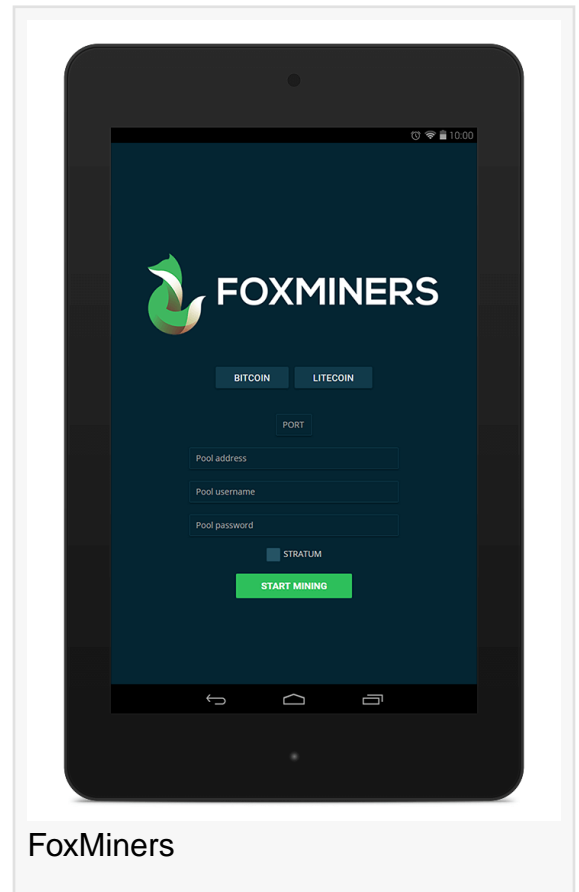 10:00
FOXMINERS
BITCOIN LITECOIN
PORT
Pool address
Pool username
Pool password
STRATUM
START MINING
FoxMiners